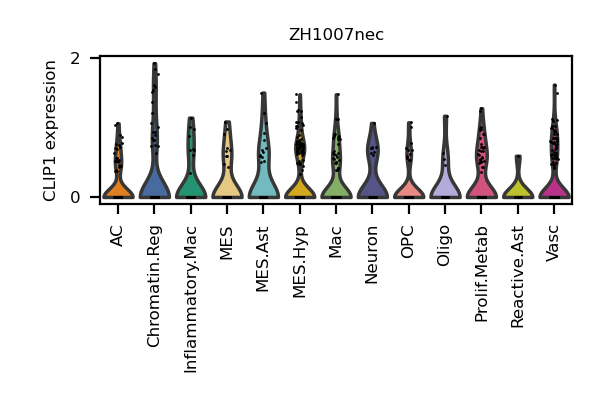 ZH1007nec
CLIP1 expression
2
0
AC
Chromatin.Reg
Inflammatory.Mac
MES
MES.Ast
MES.Hyp
Mac
Neuron
OPC
Oligo
Prolif.Metab
Reactive.Ast
Vasc